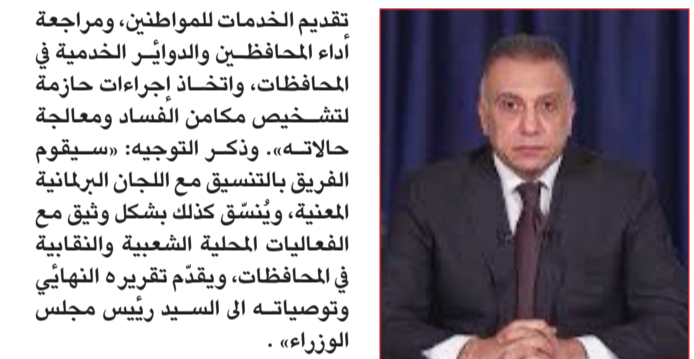 تقديم الخدمات للمواطنين، ومراجعة
أداء المحافظين والدوائر الخدمية في
المحافظات، واتخاذ إجراءات حازمة
لتشخيص مكامن الفساد ومعالجة
حالاته». وذكر التوجيه: «سيقوم
الفريق بالتنسيق مع اللجان البرلمانية
المعنية، ويُنسّق كذلك بشكل وثيق مع
الفعاليات المحلية الشعبية والنقابية
في المحافظات، ويقدّم تقريره النهائي
وتوصياته الى السيد رئيس مجلس
الوزراء» .